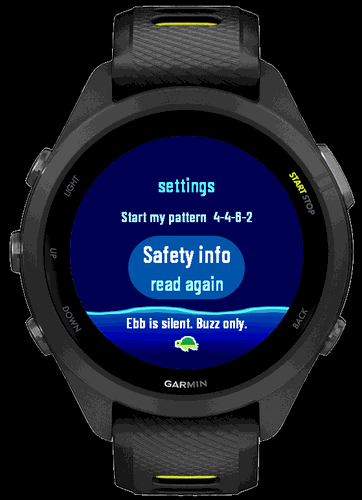 LIGHT
START STOP
UP
DOWN
BACK
settings
Start my pattern 4-4-6-2
Safety info
read again
Ebb is silent. Buzz only.
GARMIN